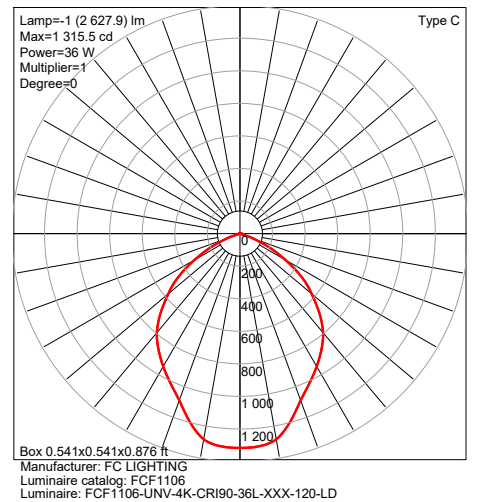 Lamp=-1 (2 627.9) lm
Type C
Max=1 315.5 cd
Power=36 W
Multiplier=1
Degree=0
0
200
400
600
800
1 000
1 200
Box 0.541x0.541x0.876 ft
Manufacturer: FC LIGHTING
Luminaire catalog: FCF1106
Luminaire: FCF1106-UNV-4K-CRI90-36L-XXX-120-LD